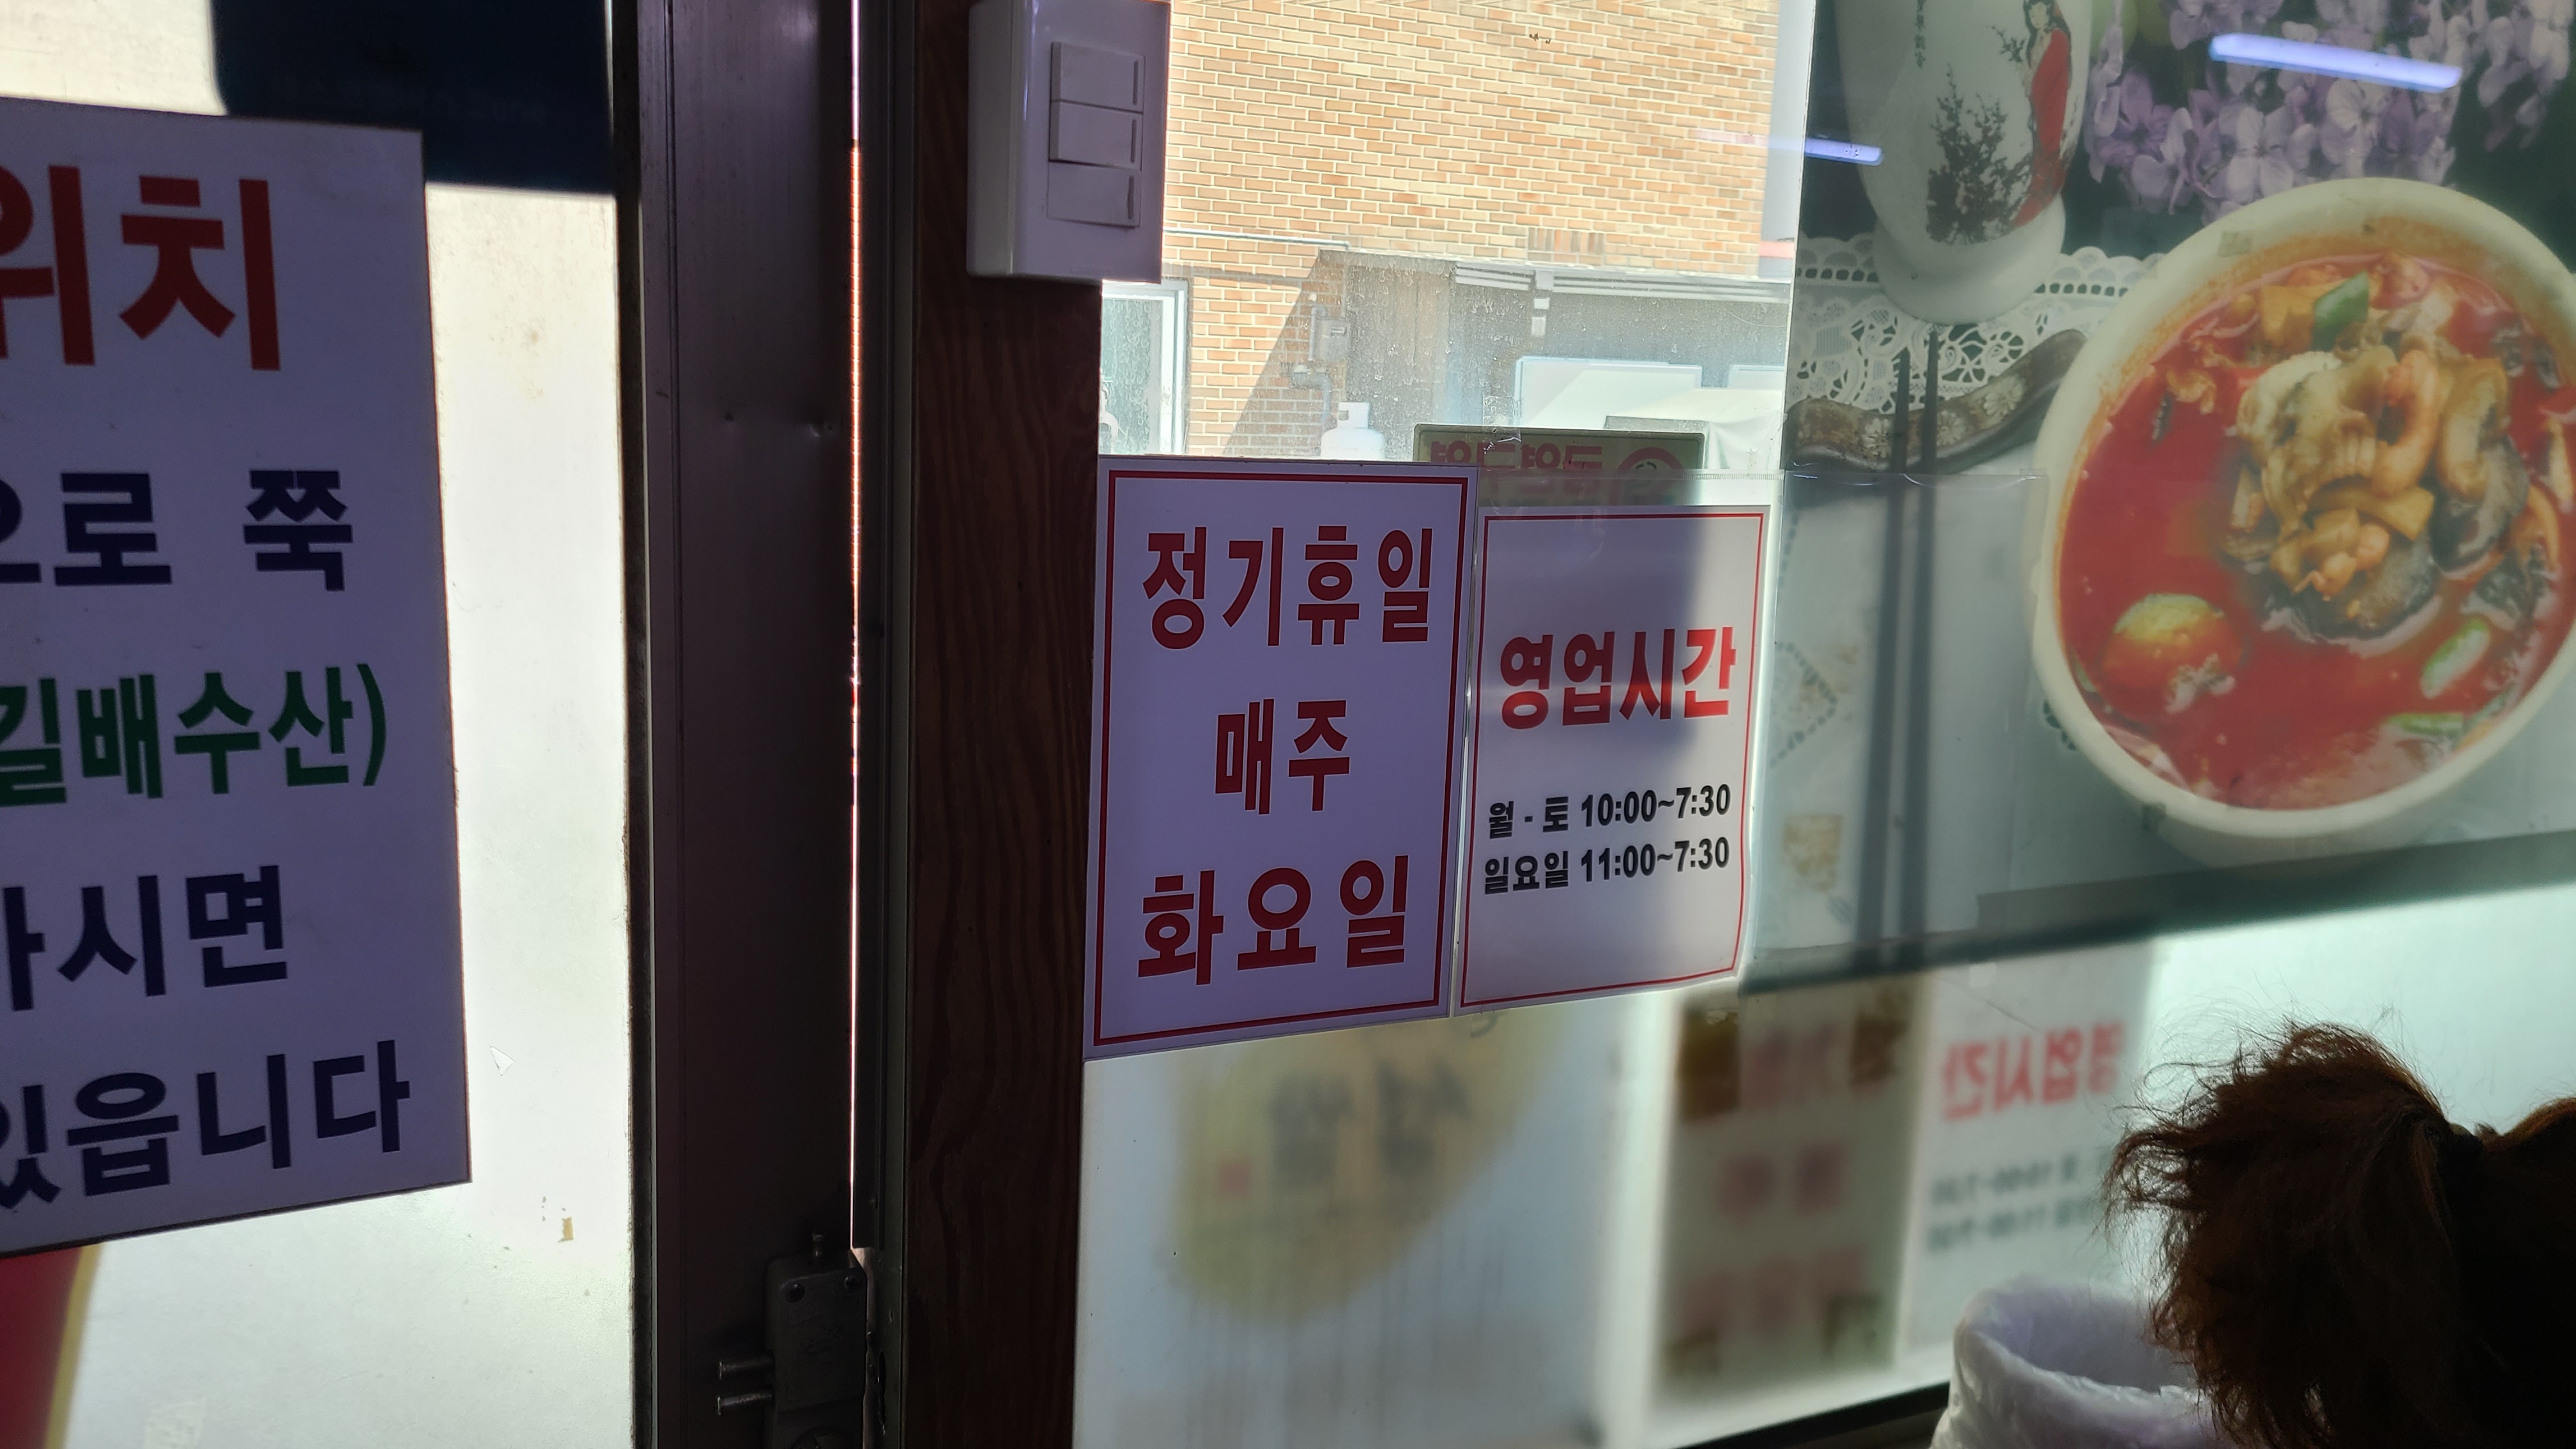 위치
으로 쭉
길배수산)
가시면
있읍니다
정기휴일
매주
화요일
영업시간
월 - 토 10:00~7:30
일요일 11:00~7:30